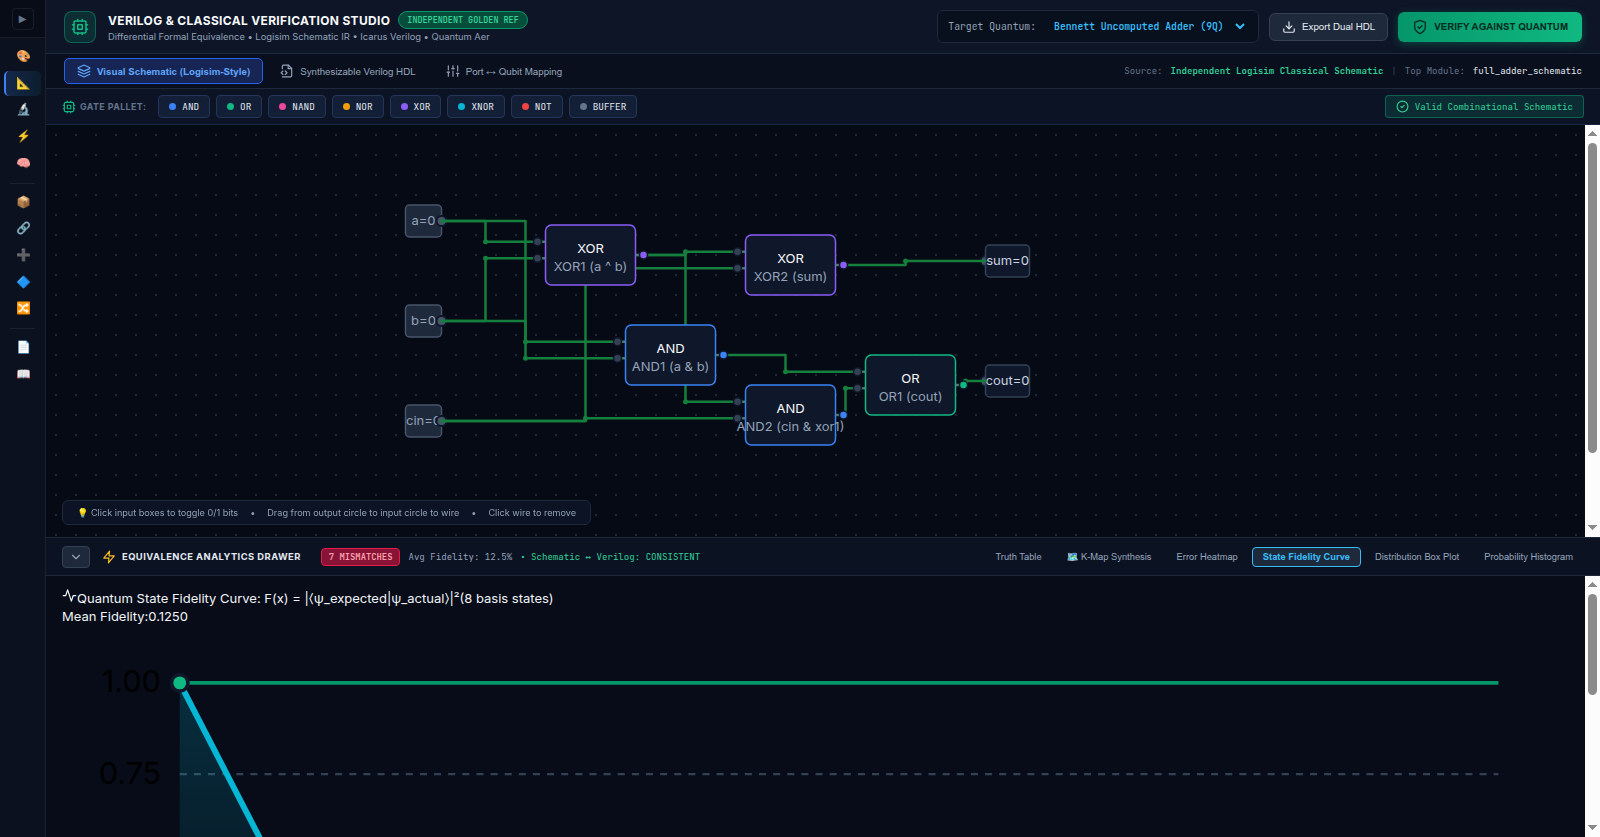 VERILOG & CLASSICAL VERIFICATION STUDIO INDEPENDENT GOLDEN REF
Differential Formal Equivalence • Logisim Schematic IR • Icarus Verilog • Quantum Aer
Target Quantum: Bennett Uncomputed Adder (9Q)
Export Dual HDL
VERIFY AGAINST QUANTUM
Visual Schematic (Logisim-Style)
Synthesizable Verilog HDL
Port ↔ Qubit Mapping
Source: Independent Logisim Classical Schematic | Top Module: full_adder_schematic
GATE PALLET: AND OR NAND NOR XOR XNOR NOT BUFFER
Valid Combinational Schematic
a=0
XOR
XOR1 (a ^ b)
XOR
XOR2 (sum)
sum=0
b=0
AND
AND1 (a & b)
OR
OR1 (cout)
cout=0
cin=0
AND
AND2 (cin & xor1)
💡 Click input boxes to toggle 0/1 bits • Drag from output circle to input circle to wire • Click wire to remove
EQUIVALENCE ANALYTICS DRAWER
7 MISMATCHES
Avg Fidelity: 12.5% • Schematic ↔ Verilog: CONSISTENT
Truth Table
K-Map Synthesis
Error Heatmap
State Fidelity Curve
Distribution Box Plot
Probability Histogram
Quantum State Fidelity Curve: F(x) = |⟨ψ_expected|ψ_actual⟩|²(8 basis states)
Mean Fidelity:0.1250
1.00
0.75